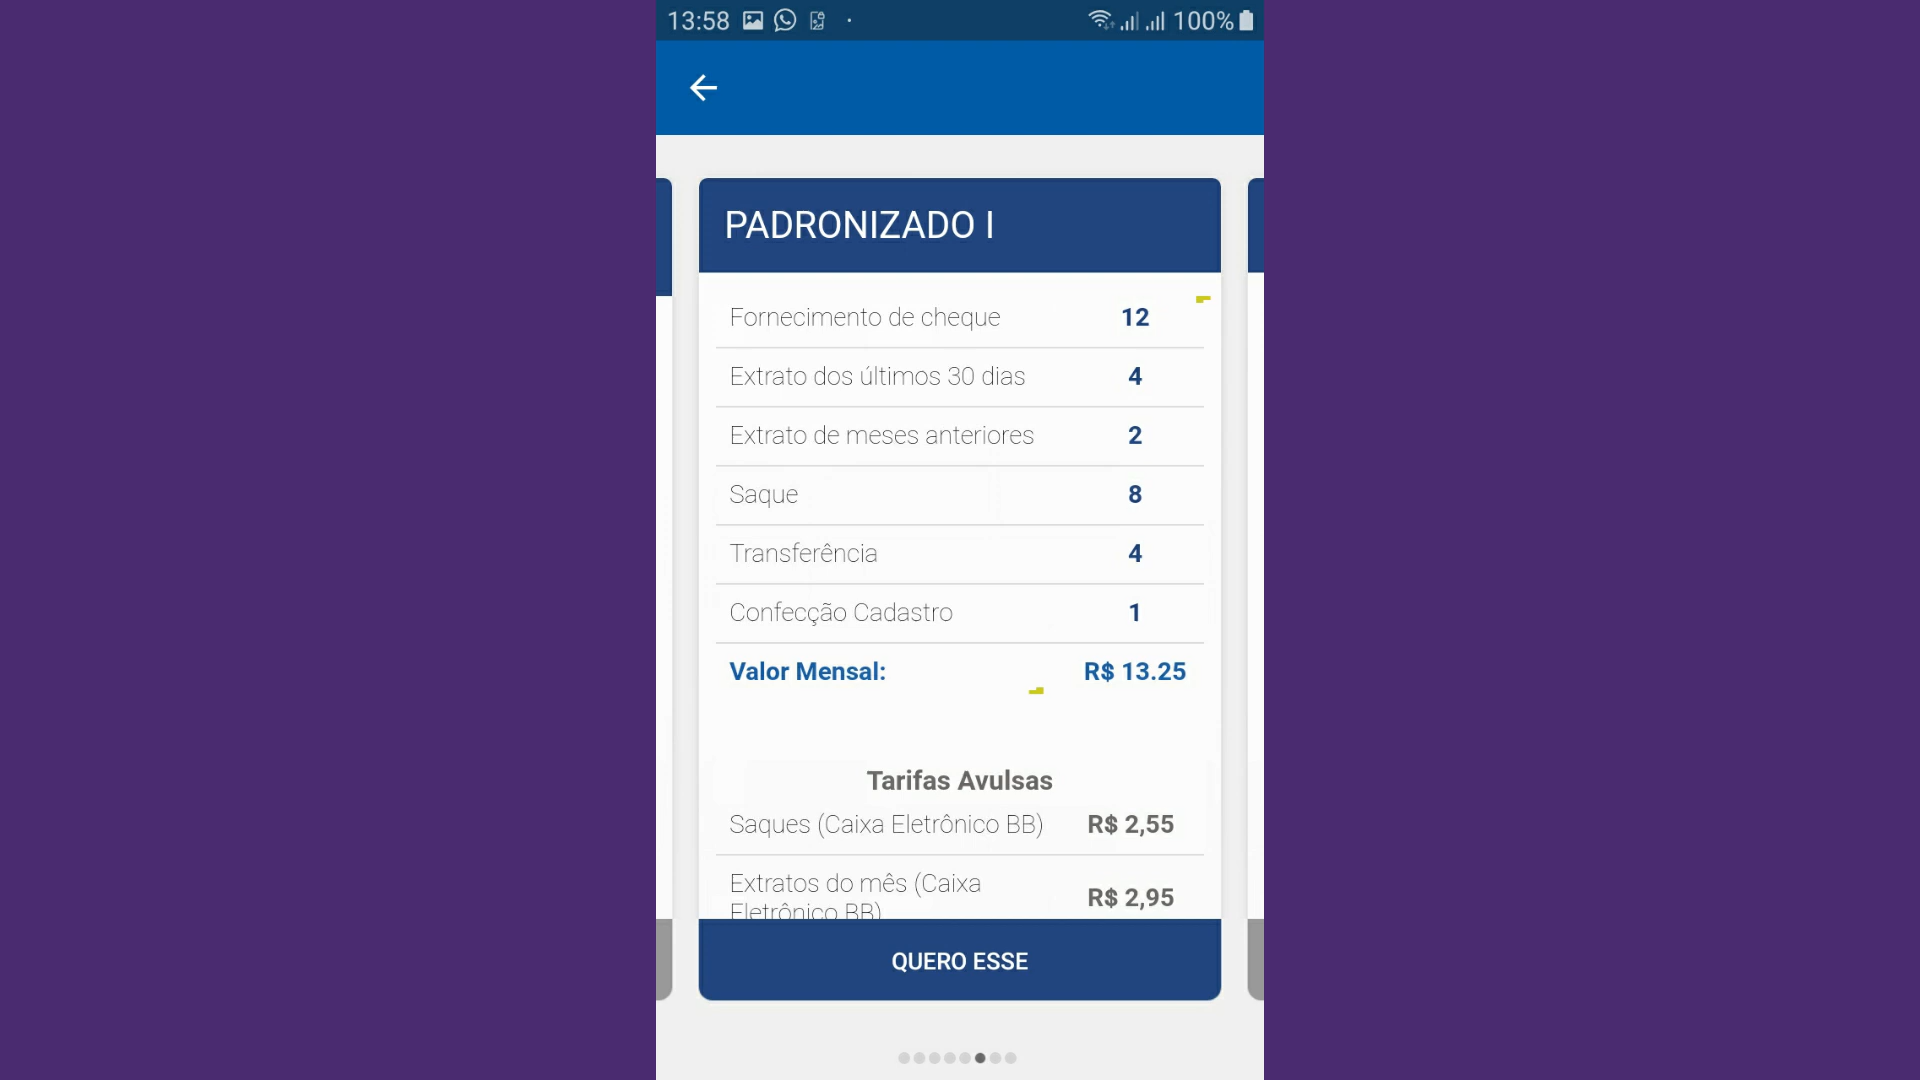 13:58 100%
PADRONIZADO I
Fornecimento de cheque 12
Extrato dos últimos 30 dias 4
Extrato de meses anteriores 2
Saque 8
Transferência 4
Confecção Cadastro 1
Valor Mensal: R$ 13.25
Tarifas Avulsas
Saques (Caixa Eletrônico BB) R$ 2,55
Extratos do mês (Caixa R$ 2,95
Eletrônico BB)
QUERO ESSE